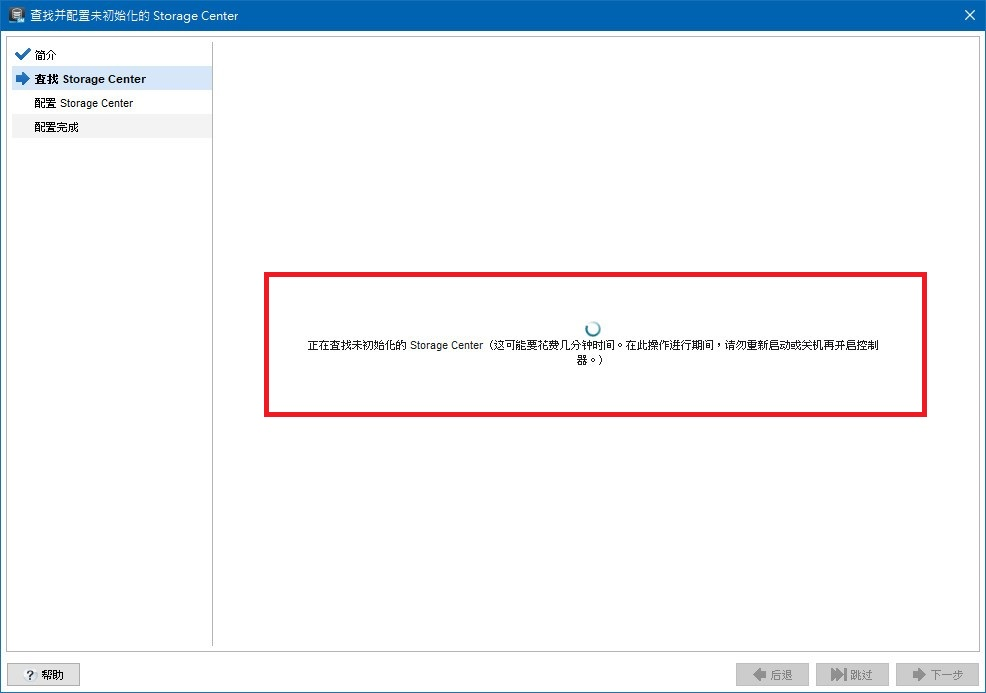 查找并配置未初始化的 Storage Center
简介
查找 Storage Center
配置 Storage Center
配置完成
正在查找未初始化的 Storage Center（这可能要花费几分钟时间。在此操作进行期间，请勿重新启动或关机再开启控制
器。）
? 帮助
后退
跳过
下一步